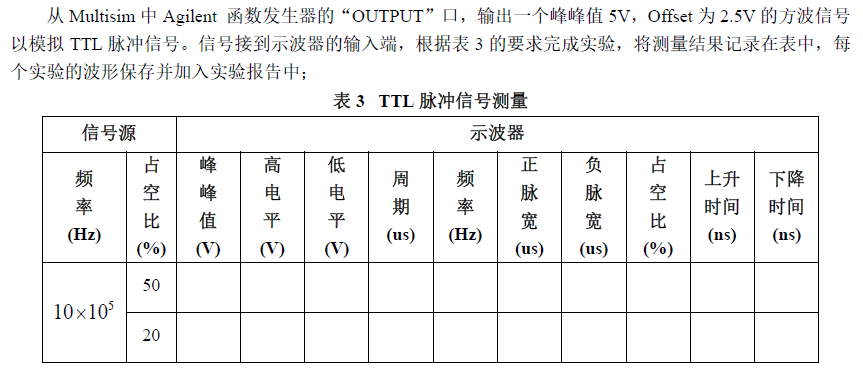 从 Multisim 中 Agilent 函数发生器的“OUTPUT”口，输出一个峰峰值 5V，Offset 为 2.5V 的方波信号
以模拟 TTL 脉冲信号。信号接到示波器的输入端，根据表 3 的要求完成实验，将测量结果记录在表中，每
个实验的波形保存并加入实验报告中；
表 3 TTL 脉冲信号测量
信号源 示波器
频率(Hz) 占空比(%) 峰峰值(V) 高电平(V) 低电平(V) 周期(us) 频率(Hz) 正脉宽(us) 负脉宽(us) 占空比(%) 上升时间(ns) 下降时间(ns)
10×10⁵ 50
20